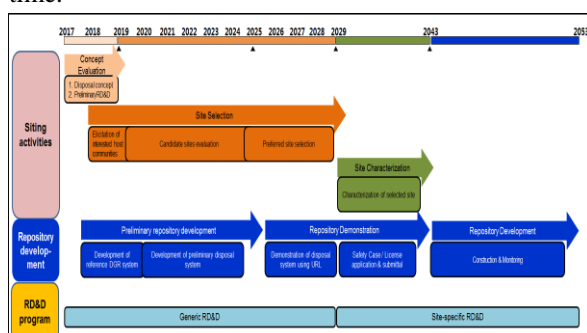 time.
2017 2018 2019 2020 2021 2022 2023 2024 2025 2026 2027 2028 2029 2043 2053
Concept
Evaluation
1. Disposal concept
2. Preliminary RD&D
Siting
activities
Site Selection
Elicitation of
interested host
communities
Candidate sites evaluation
Preferred site selection
Site Characterization
Characterization of selected site
Repository
develop-
ment
Preliminary repository development
Repository Demonstration
Repository Development
Development of
reference DGR system
Development of preliminary disposal
system
Demonstration of disposal
system using URL
Safety Case / License
application & submittal
Construction & Monitoring
RD&D
program
Generic RD&D
Site-specific RD&D